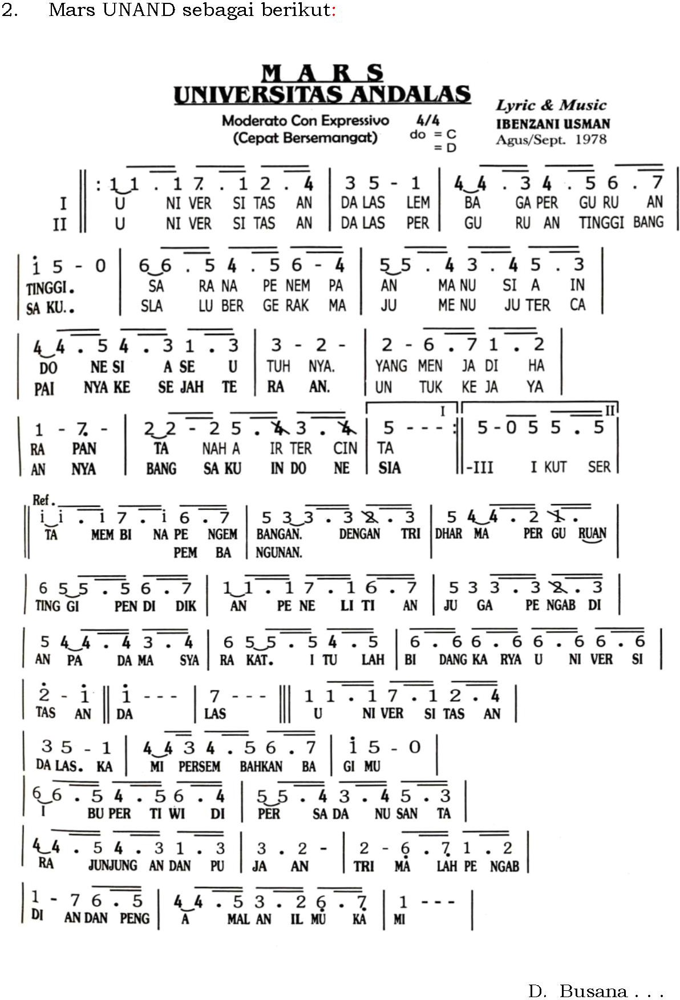 2. Mars UNAND sebagai berikut:
M A R S
UNIVERSITAS ANDALAS
Lyric & Music
Moderato Con Expressivo 4/4 IBENZANI USMAN
(Cepat Bersemangat) do = C Agus/Sept. 1978
= D
: 1 1 . 1 7 . 1 2 . 4 | 3 5 - 1 | 4 4 . 3 4 . 5 6 . 7 |
I U NI VER SI TAS AN DA LAS LEM BA GA PER GU RU AN
II U NI VER SI TAS AN DA LAS PER GU RU AN TINGGI BANG
| i 5 - 0 | 6 6 . 5 4 . 5 6 - 4 | 5 5 . 4 3 . 4 5 . 3 |
TINGGI. SA RA NA PE NEM PA AN MA NU SI A IN
SA KU.. SLA LU BER GE RAK MA JU ME NU JU TER CA
| 4 4 . 5 4 . 3 1 . 3 | 3 - 2 - | 2 - 6 . 7 1 . 2 |
DO NE SI A SE U TUH NYA. YANG MEN JA DI HA
PAI NYA KE SE JAH TE RA AN. UN TUK KE JA YA
I II
| 1 - 7 - | 2 2 - 2 5 . 4 3 . 4 | 5 - - - :|| 5 - 0 5 5 . 5 |
RA PAN TA NAH A IR TER CIN TA
AN NYA BANG SA KU IN DO NE SIA -III I KUT SER
Ref.
|| i i . i 7 . i 6 . 7 | 5 3 3 . 3 2 . 3 | 5 4 4 . 2 1 . |
TA MEM BI NA PE NGEM BANGAN. DENGAN TRI DHAR MA PER GU RUAN
PEM BA NGUNAN.
| 6 5 5 . 5 6 . 7 | 1 1 . 1 7 . 1 6 . 7 | 5 3 3 . 3 2 . 3 |
TING GI PEN DI DIK AN PE NE LI TI AN JU GA PE NGAB DI
| 5 4 4 . 4 3 . 4 | 6 5 5 . 5 4 . 5 | 6 . 6 6 . 6 6 . 6 6 . 6 |
AN PA DA MA SYA RA KAT. I TU LAH BI DANG KA RYA U NI VER SI
| 2 - i || i - - - | 7 - - - ||| 1 1 . 1 7 . 1 2 . 4 |
TAS AN DA LAS U NI VER SI TAS AN
| 3 5 - 1 | 4 4 3 4 . 5 6 . 7 | i 5 - 0 |
DA LAS. KA MI PERSEM BAHKAN BA GI MU
| 6 6 . 5 4 . 5 6 . 4 | 5 5 . 4 3 . 4 5 . 3 |
I BU PER TI WI DI PER SA DA NU SAN TA
| 4 4 . 5 4 . 3 1 . 3 | 3 . 2 - | 2 - 6 . 7 1 . 2 |
RA JUNJUNG AN DAN PU JA AN TRI MA LAH PE NGAB
| 1 - 7 6 . 5 | 4 4 . 5 3 . 2 6 . 7 | 1 - - - |
DI AN DAN PENG A MAL AN IL MU KA MI
D. Busana . . .